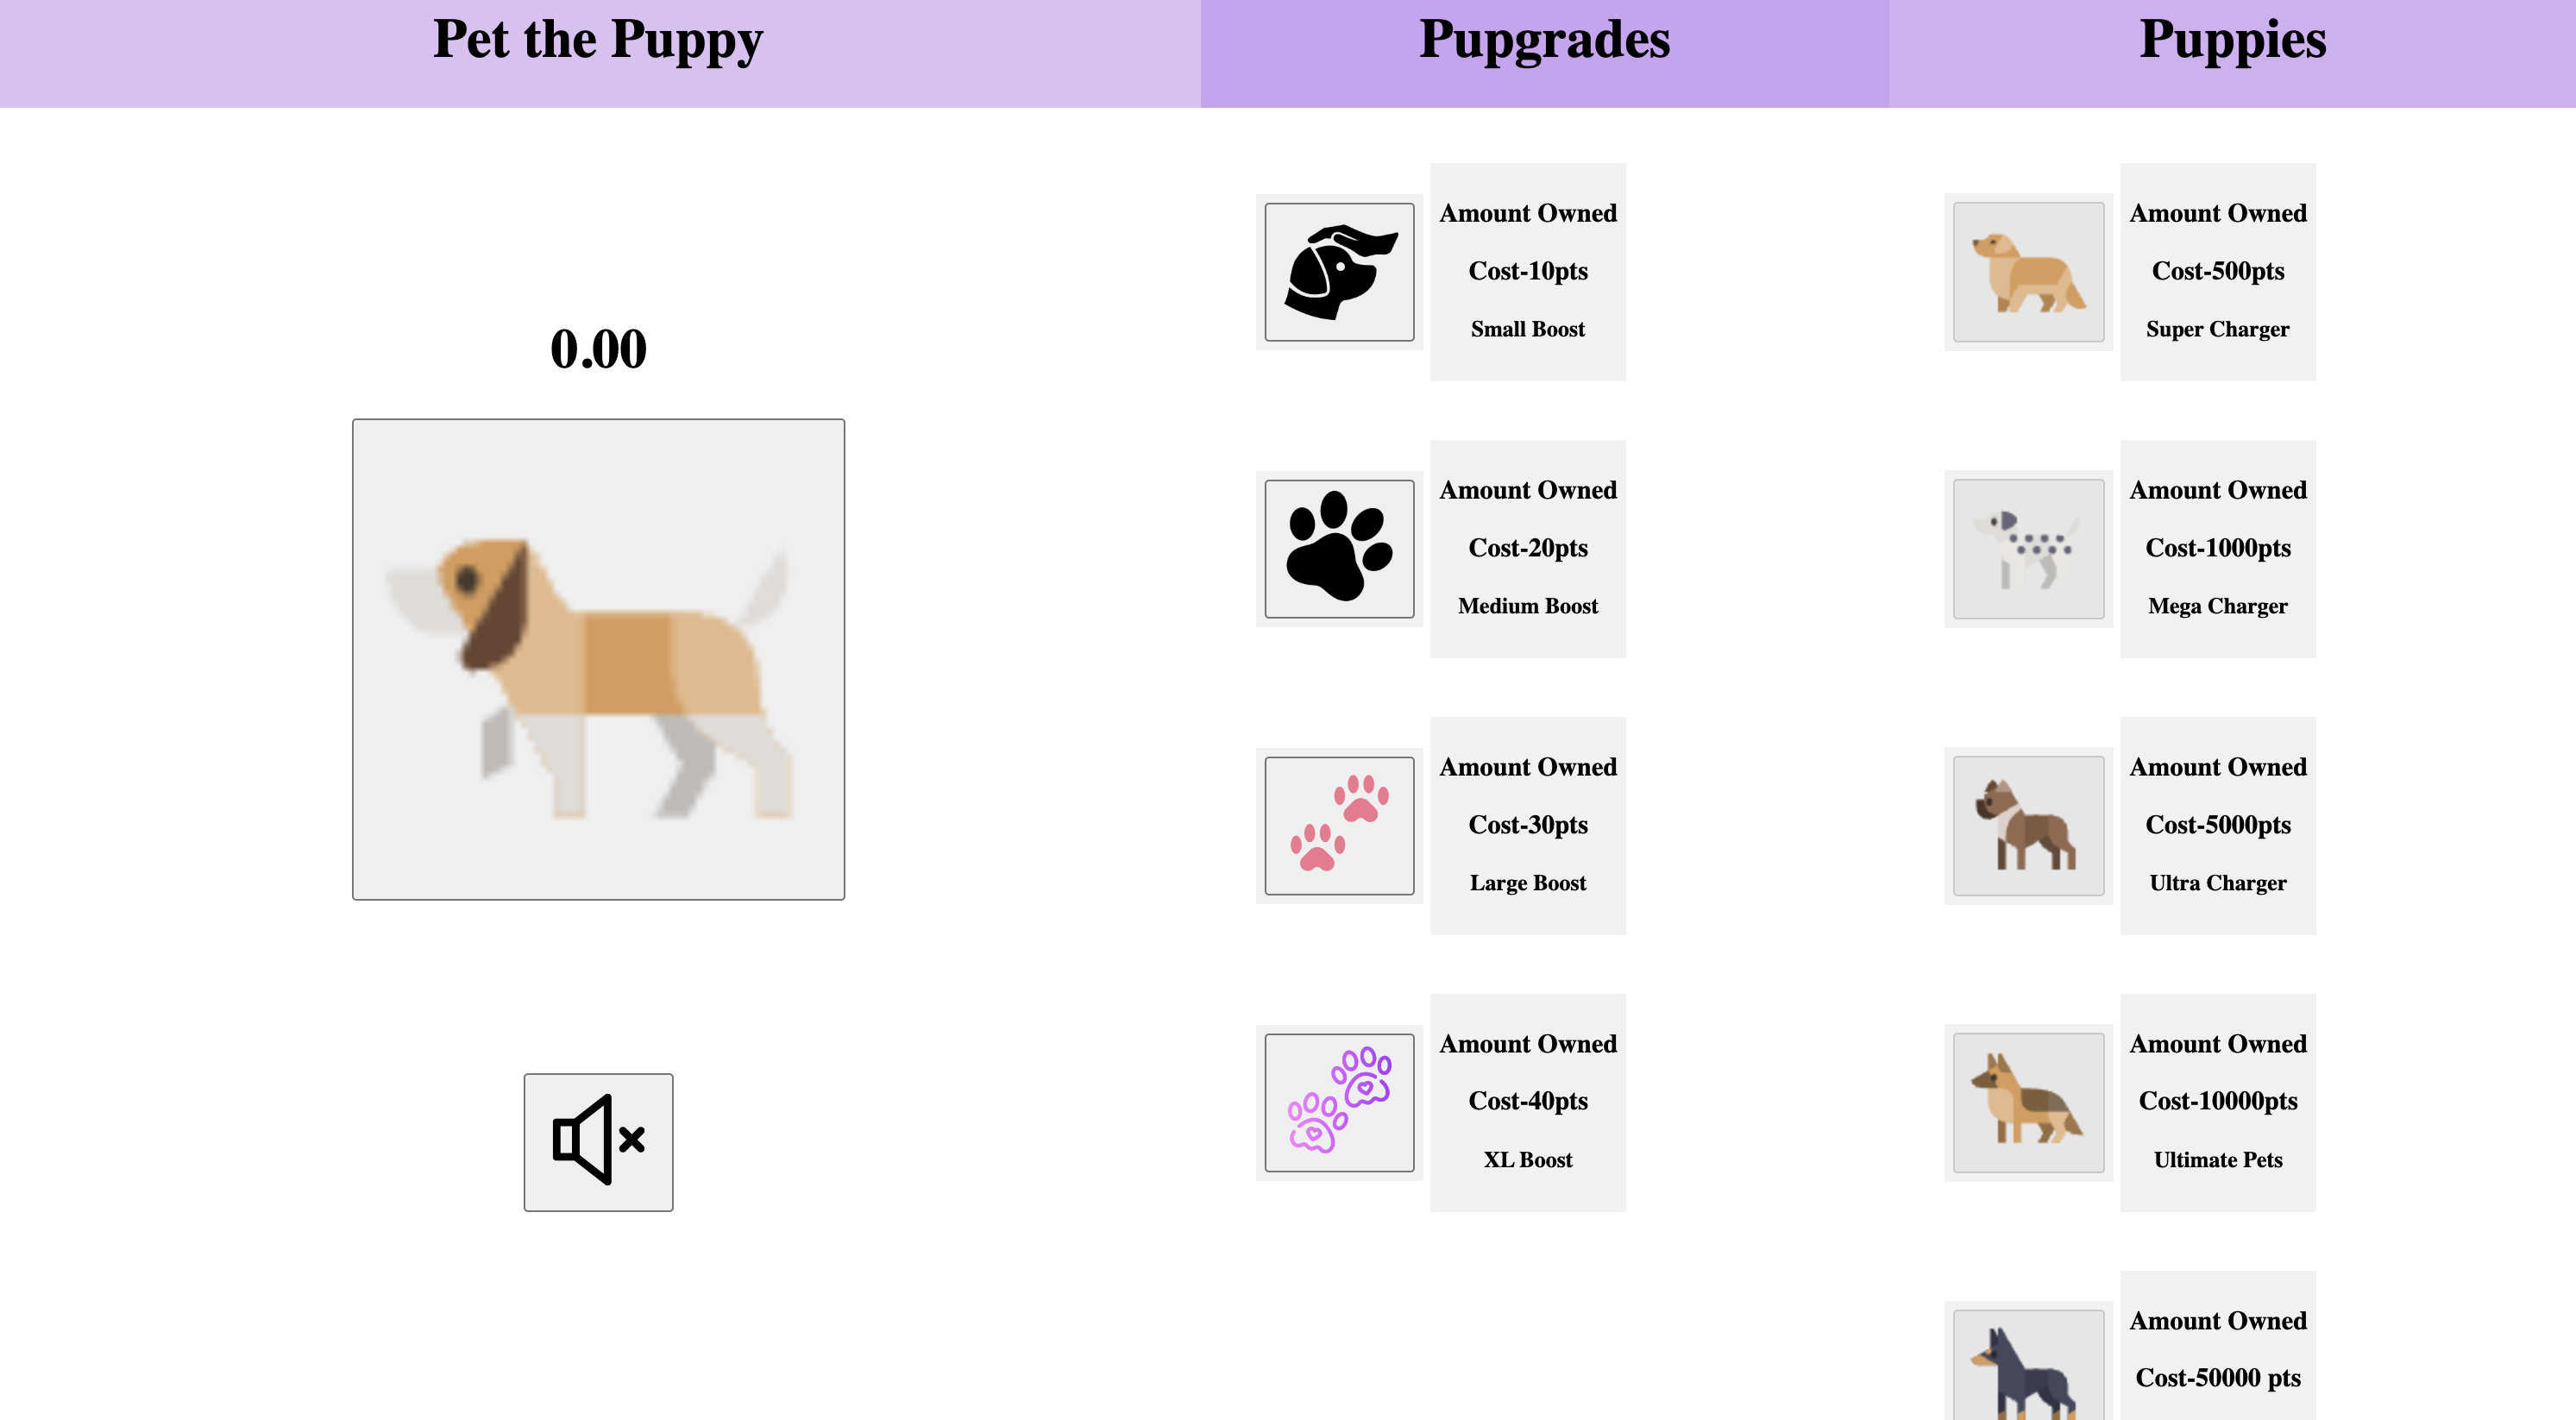 Pet the Puppy
Pupgrades
Puppies
0.00
Amount Owned
Cost-10pts
Small Boost
Amount Owned
Cost-20pts
Medium Boost
Amount Owned
Cost-30pts
Large Boost
Amount Owned
Cost-40pts
XL Boost
Amount Owned
Cost-500pts
Super Charger
Amount Owned
Cost-1000pts
Mega Charger
Amount Owned
Cost-5000pts
Ultra Charger
Amount Owned
Cost-10000pts
Ultimate Pets
Amount Owned
Cost-50000 pts